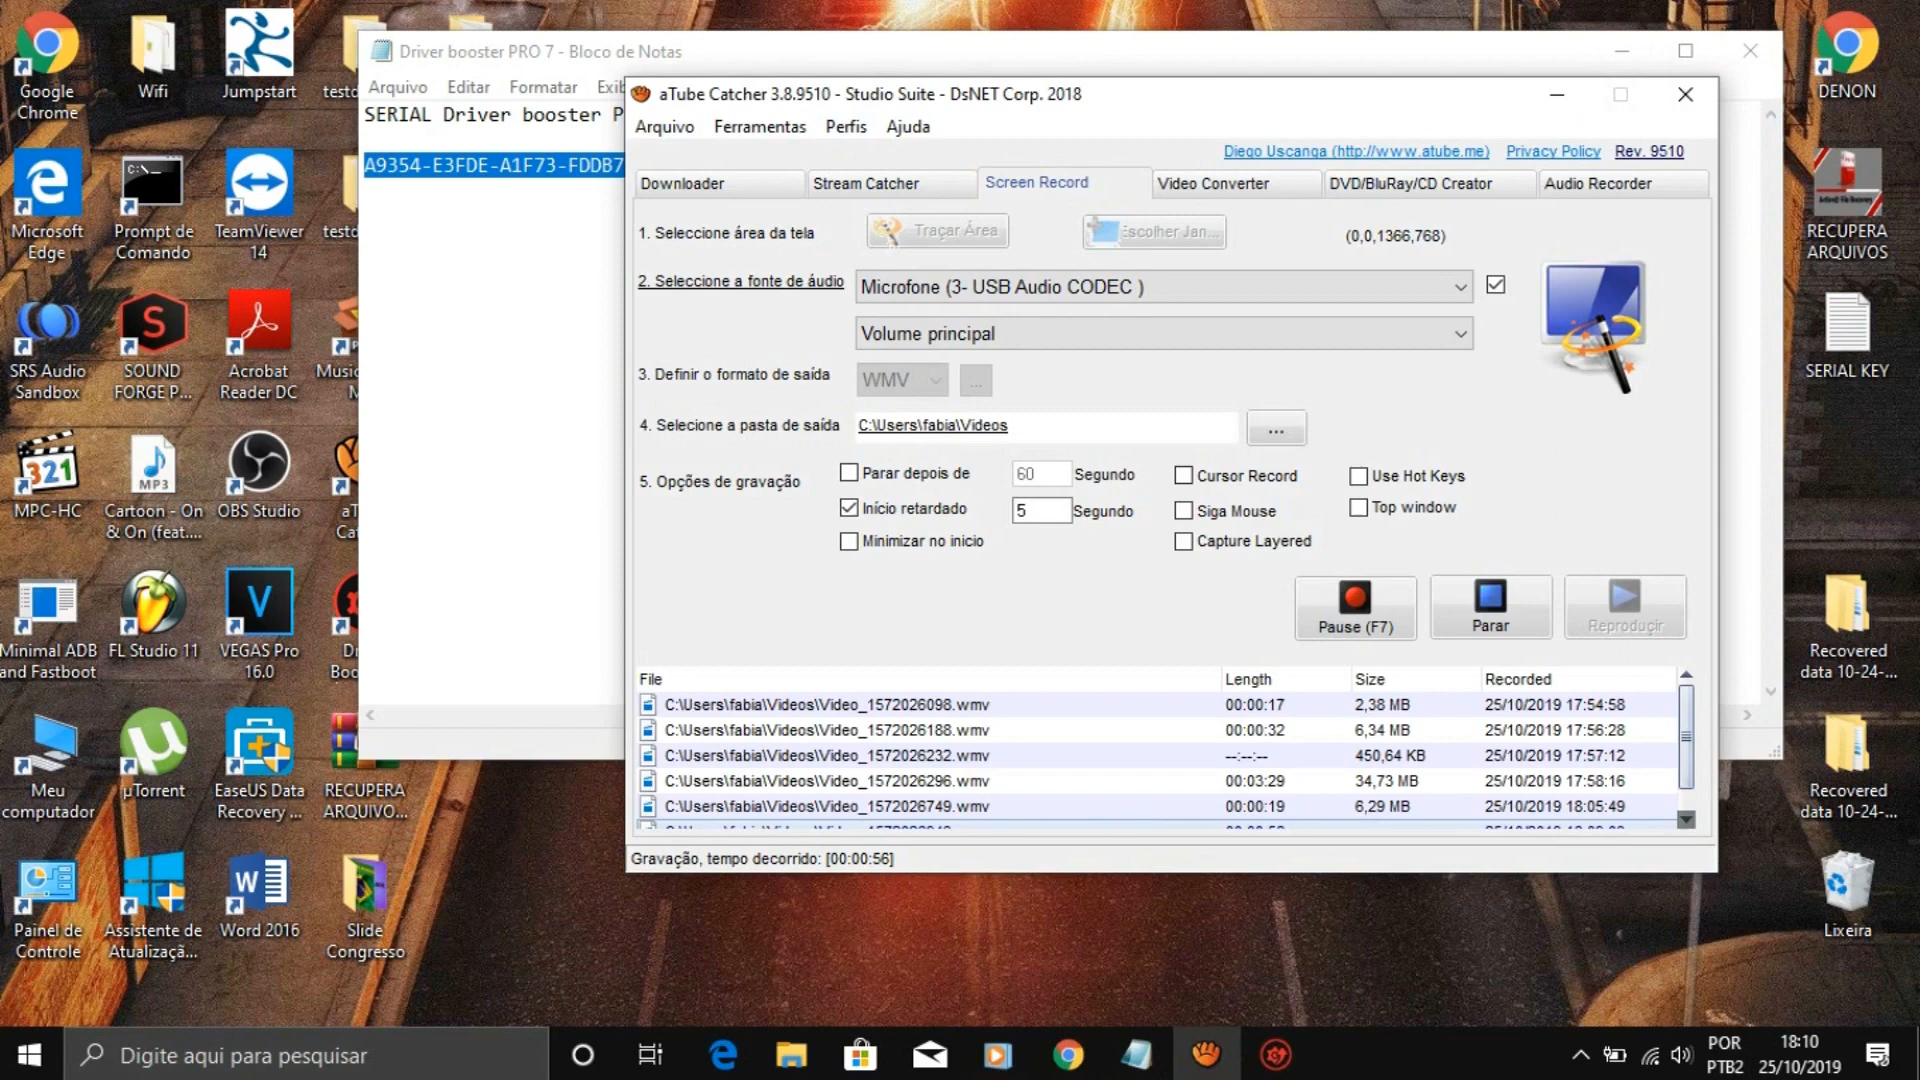 Google
Chrome
Wifi
Jumpstart
testd
Microsoft
Edge
Prompt de
Comando
TeamViewer
14
testd
SRS Audio
Sandbox
SOUND
FORGE P...
Acrobat
Reader DC
Music
M
MPC-HC
MP3
Cartoon - On
& On (feat....
OBS Studio
aT
Cat
Minimal ADB
and Fastboot
FL Studio 11
VEGAS Pro
16.0
Dr
Boo
Meu
computador
µTorrent
EaseUS Data
Recovery ...
RECUPERA
ARQUIVO...
Painel de
Controle
Assistente de
Atualizaçã...
Word 2016
Slide
Congresso
Driver booster PRO 7 - Bloco de Notas
Arquivo Editar Formatar Exib
SERIAL Driver booster P
A9354-E3FDE-A1F73-FDDB7
aTube Catcher 3.8.9510 - Studio Suite - DsNET Corp. 2018
Arquivo Ferramentas Perfis Ajuda
Diego Uscanga (http://www.atube.me) Privacy Policy Rev. 9510
Downloader Stream Catcher Screen Record Video Converter DVD/BluRay/CD Creator Audio Recorder
1. Seleccione área da tela Traçar Área Escolher Jan... (0,0,1366,768)
2. Seleccione a fonte de áudio Microfone (3- USB Audio CODEC )
Volume principal
3. Definir o formato de saída WMV ...
4. Selecione a pasta de saída C:\Users\fabia\Videos ...
5. Opções de gravação
Parar depois de 60 Segundo Cursor Record Use Hot Keys
Início retardado 5 Segundo Siga Mouse Top window
Minimizar no inicio Capture Layered
Pause (F7) Parar Reproduçir
File Length Size Recorded
C:\Users\fabia\Videos\Video_1572026098.wmv 00:00:17 2,38 MB 25/10/2019 17:54:58
C:\Users\fabia\Videos\Video_1572026188.wmv 00:00:32 6,34 MB 25/10/2019 17:56:28
C:\Users\fabia\Videos\Video_1572026232.wmv --:--:-- 450,64 KB 25/10/2019 17:57:12
C:\Users\fabia\Videos\Video_1572026296.wmv 00:03:29 34,73 MB 25/10/2019 17:58:16
C:\Users\fabia\Videos\Video_1572026749.wmv 00:00:19 6,29 MB 25/10/2019 18:05:49
Gravação, tempo decorrido: [00:00:56]
DENON
RECUPERA
ARQUIVOS
SERIAL KEY
Recovered
data 10-24-...
Recovered
data 10-24-...
Lixeira
Digite aqui para pesquisar
POR
PTB2
18:10
25/10/2019